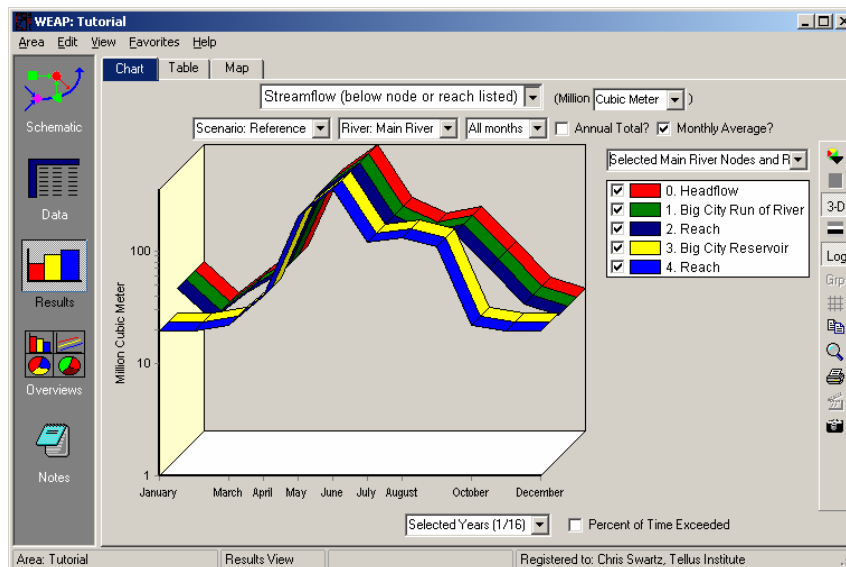 WEAP: Tutorial
Area Edit View Favorites Help
Chart Table Map
Streamflow (below node or reach listed) (Million Cubic Meter )
Scenario: Reference River: Main River All months Annual Total? Monthly Average?
Selected Main River Nodes and R
0. Headflow
1. Big City Run of River
2. Reach
3. Big City Reservoir
4. Reach
Schematic
Data
Results
Overviews
Notes
3-D
Log
Grp
Million Cubic Meter
100
10
1
January March April May June July August October December
Selected Years (1/16) Percent of Time Exceeded
Area: Tutorial Results View Registered to: Chris Swartz, Tellus Institute